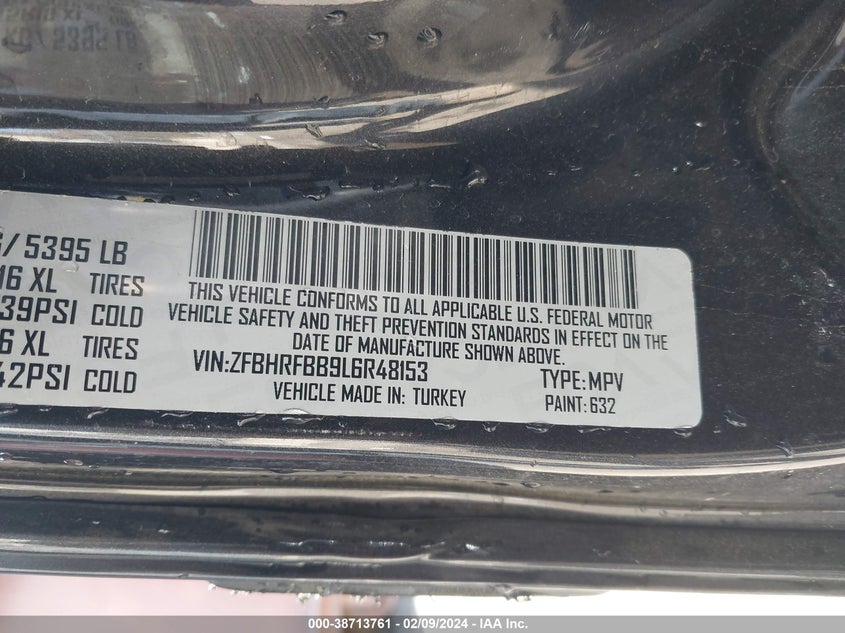 / 5395 LB
16 XL TIRES
39PSI COLD
6 XL TIRES
42PSI COLD
THIS VEHICLE CONFORMS TO ALL APPLICABLE U.S. FEDERAL MOTOR
VEHICLE SAFETY AND THEFT PREVENTION STANDARDS IN EFFECT ON THE
DATE OF MANUFACTURE SHOWN ABOVE.
VIN:ZFBHRFBB9L6R48153 TYPE:MPV
VEHICLE MADE IN: TURKEY PAINT: 632
000-38713761 - 02/09/2024 - IAA Inc.